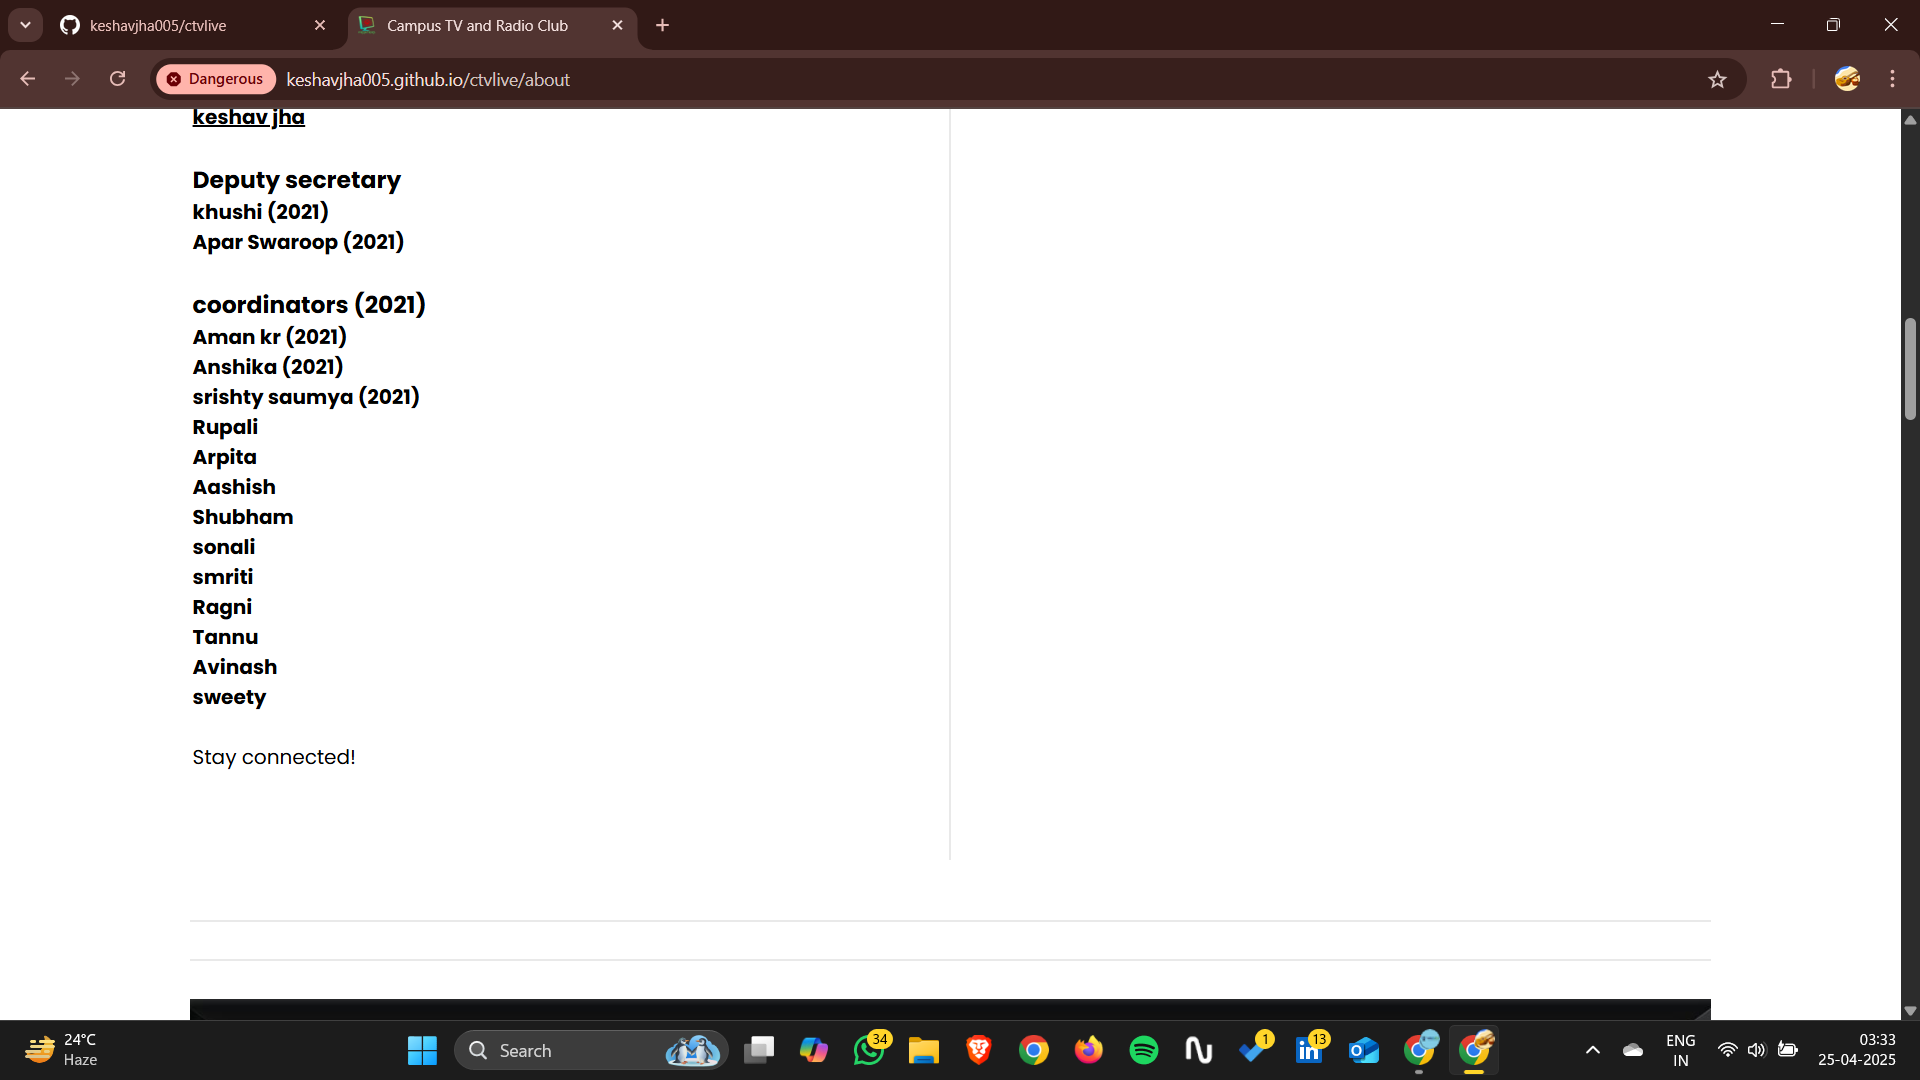 keshavjha005/ctvlive
Campus TV and Radio Club
Dangerous
keshavjha005.github.io/ctvlive/about
keshav jha
Deputy secretary
khushi (2021)
Apar Swaroop (2021)
coordinators (2021)
Aman kr (2021)
Anshika (2021)
srishty saumya (2021)
Rupali
Arpita
Aashish
Shubham
sonali
smriti
Ragni
Tannu
Avinash
sweety
Stay connected!
24°C
Haze
Search
34
1
13
ENG
IN
03:33
25-04-2025